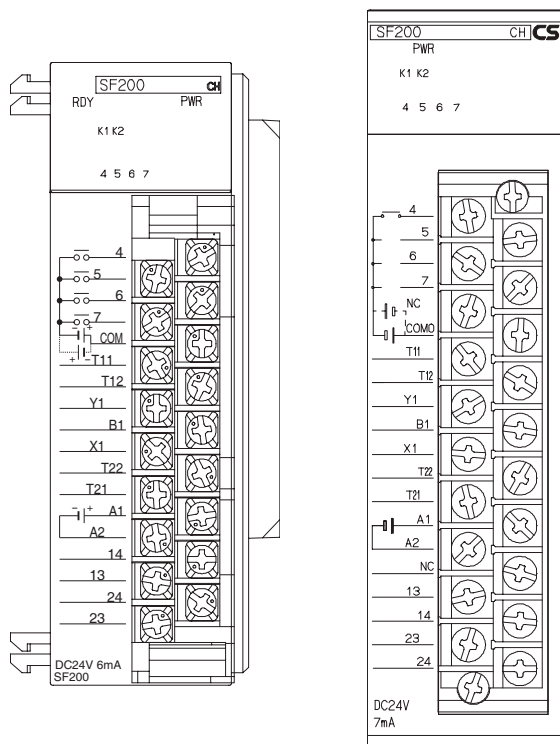 SF200 CH
RDY PWR
K1 K2
4 5 6 7
4
5
6
7
- +
COM
+ -
T11
T12
Y1
B1
X1
T22
T21
- + A1
A2
14
13
24
23
DC24V 6mA
SF200
SF200 CH CS
PWR
K1 K2
4 5 6 7
4
5
6
7
NC
COM0
T11
T12
Y1
B1
X1
T22
T21
A1
A2
NC
13
14
23
24
DC24V
7mA